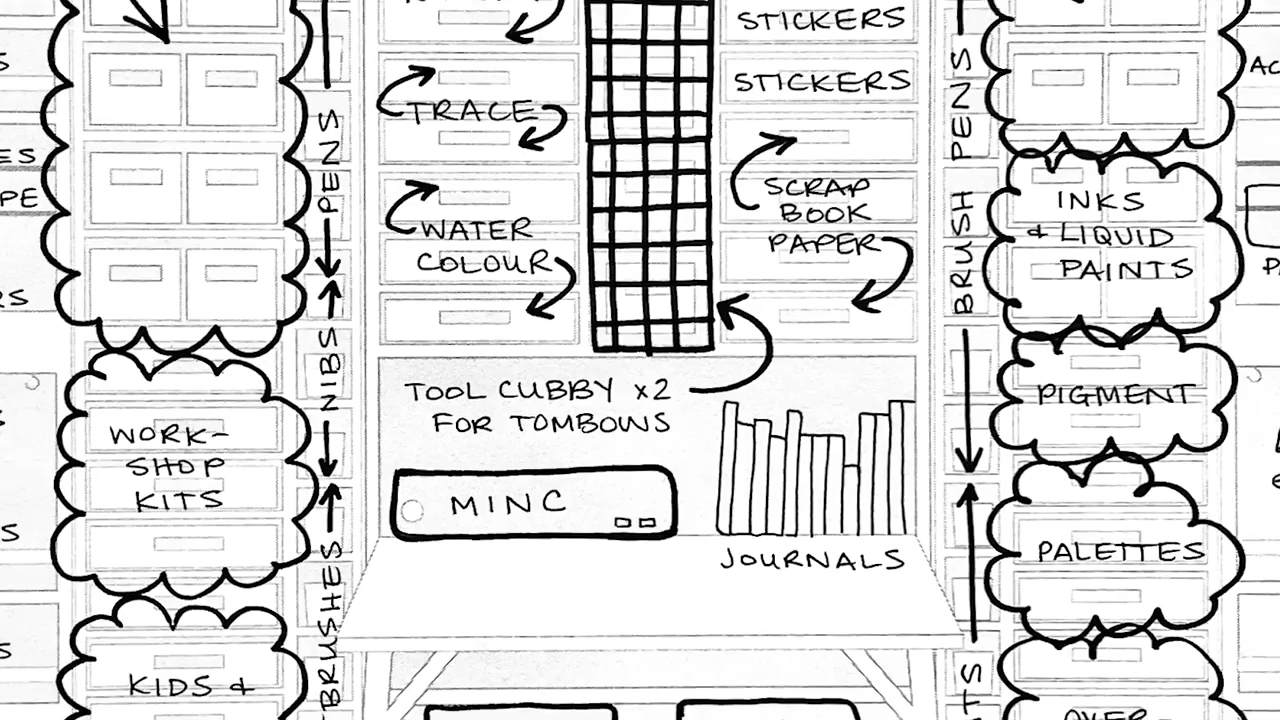 STICKERS
STICKERS
TRACE
SCRAP
BOOK
PAPER
WATER
COLOUR
PENS
NIBS
BRUSHES
BRUSH PENS
INKS
& LIQUID
PAINTS
PIGMENT
PALETTES
TOOL CUBBY x2
FOR TOMBOWS
MINC
JOURNALS
WORK-
SHOP
KITS
KIDS &